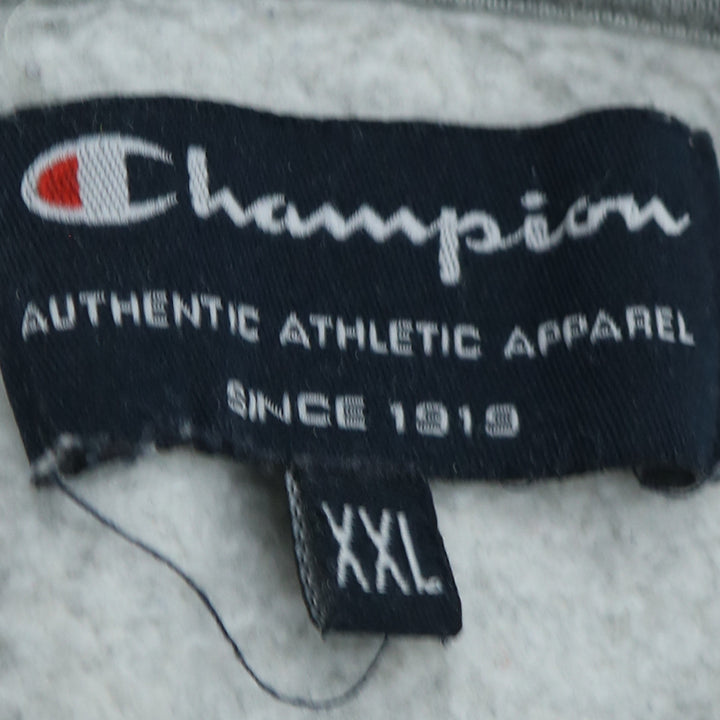 Champion
AUTHENTIC ATHLETIC APPAREL
SINCE 1919
XXL